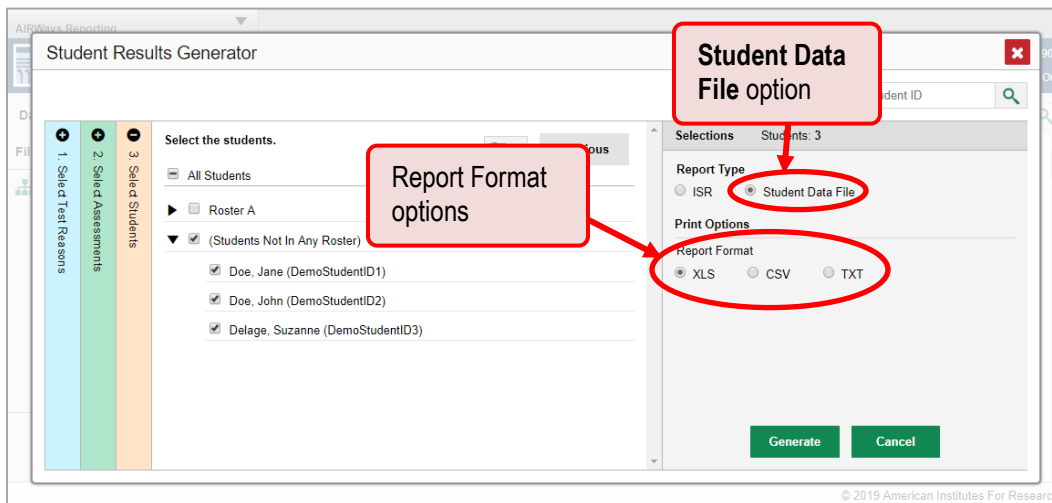 AIRWays Reporting
Student Results Generator
Student Data
File option
Select the students.
All Students
Roster A
(Students Not In Any Roster)
Doe, Jane (DemoStudentID1)
Doe, John (DemoStudentID2)
Delage, Suzanne (DemoStudentID3)
1. Select Test Reasons
2. Select Assessments
3. Select Students
Report Format
options
Selections Students: 3
Report Type
ISR Student Data File
Print Options
Report Format
XLS CSV TXT
Generate Cancel
© 2019 American Institutes For